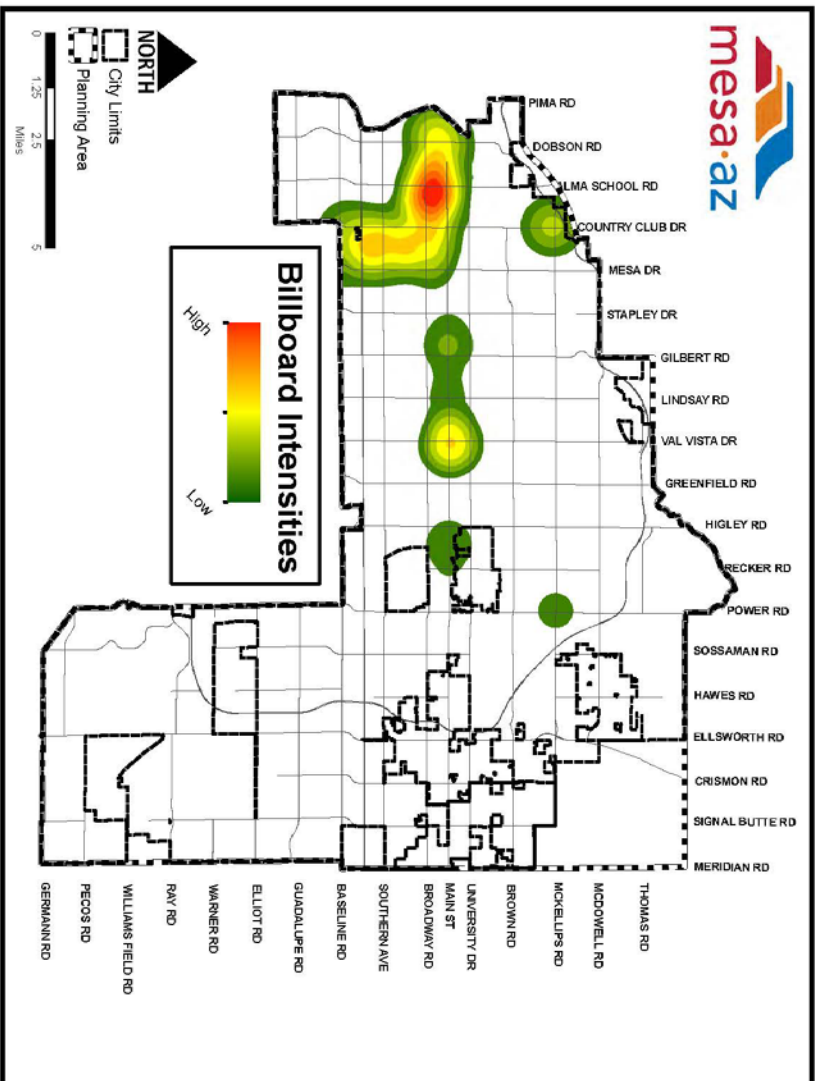 mesa·az
NORTH
City Limits
Planning Area
0
1.25
2.5
5
Miles
PIMA RD
DOBSON RD
ALMA SCHOOL RD
COUNTRY CLUB DR
MESA DR
STAPLEY DR
GILBERT RD
LINDSAY RD
VAL VISTA DR
GREENFIELD RD
HIGLEY RD
RECKER RD
POWER RD
SOSSAMAN RD
HAWES RD
ELLSWORTH RD
CRISMON RD
SIGNAL BUTTE RD
MERIDIAN RD
Billboard Intensities
High
Low
THOMAS RD
MCDOWELL RD
MCKELLIPS RD
BROWN RD
UNIVERSITY DR
MAIN ST
BROADWAY RD
SOUTHERN AVE
BASELINE RD
GUADALUPE RD
ELLIOT RD
WARNER RD
RAY RD
WILLIAMS FIELD RD
PECOS RD
GERMANN RD